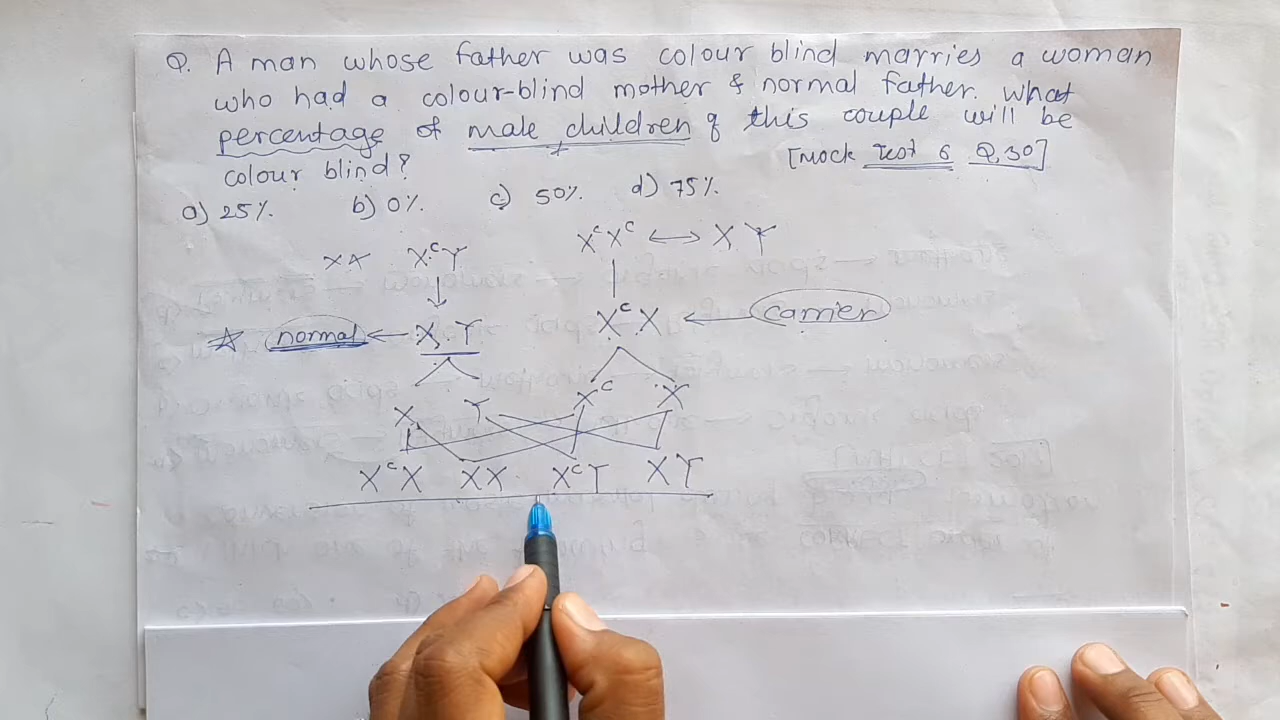 Q. A man whose father was colour blind marries a woman
who had a colour-blind mother & normal father. What
percentage of male children of this couple will be
colour blind? [Mock Test 6 Q.30]
a) 25%. b) 0%. c) 50%. d) 75%.
XX XᶜY XᶜXᶜ ⟷ X Y
☆ normal ← X Y XᶜX ← carrier
X Y Xᶜ X
XᶜX XX XᶜY XY